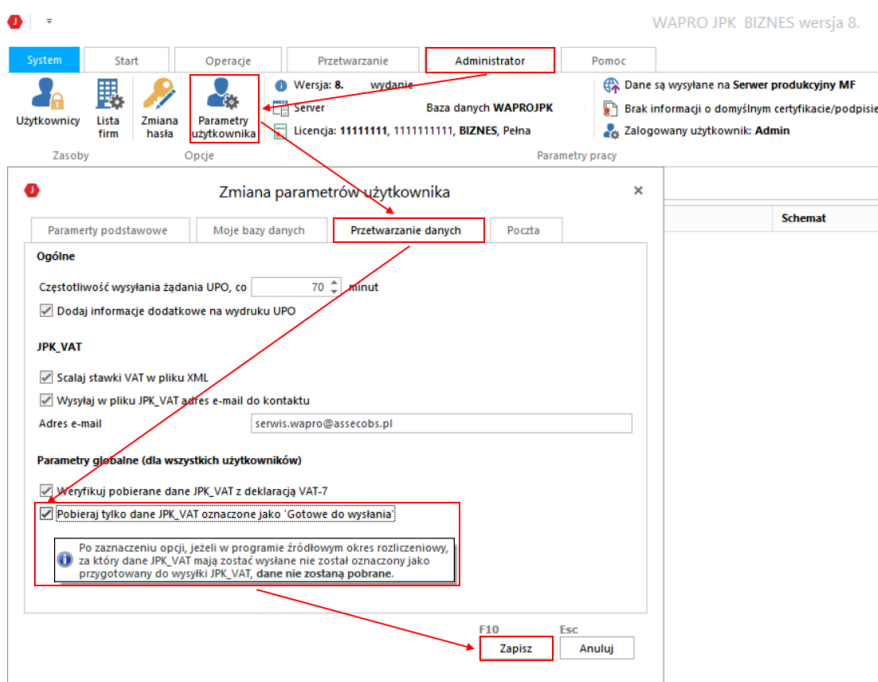 WAPRO JPK BIZNES wersja 8.
System Start Operacje Przetwarzanie Administrator Pomoc
Użytkownicy
Lista firm
Zmiana hasła
Parametry użytkownika
Wersja: 8. wydanie
Server Baza danych WAPROJPK
Licencja: 11111111, 1111111111, BIZNES, Pełna
Dane są wysyłane na Serwer produkcyjny MF
Brak informacji o domyślnym certyfikacie/podpisie
Zalogowany użytkownik: Admin
Zasoby Opcje Parametry pracy
Zmiana parametrów użytkownika
Schemat
Paramerty podstawowe Moje bazy danych Przetwarzanie danych Poczta
Ogólne
Częstotliwość wysyłania żądania UPO, co 70 minut
Dodaj informacje dodatkowe na wydruku UPO
JPK_VAT
Scalaj stawki VAT w pliku XML
Wysyłaj w pliku JPK_VAT adres e-mail do kontaktu
Adres e-mail serwis.wapro@assecobs.pl
Parametry globalne (dla wszystkich użytkowników)
Weryfikuj pobierane dane JPK_VAT z deklaracją VAT-7
Pobieraj tylko dane JPK_VAT oznaczone jako 'Gotowe do wysłania'
Po zaznaczeniu opcji, jeżeli w programie źródłowym okres rozliczeniowy,
za który dane JPK_VAT mają zostać wysłane nie został oznaczony jako
przygotowany do wysyłki JPK_VAT, dane nie zostaną pobrane.
F10 Esc
Zapisz Anuluj